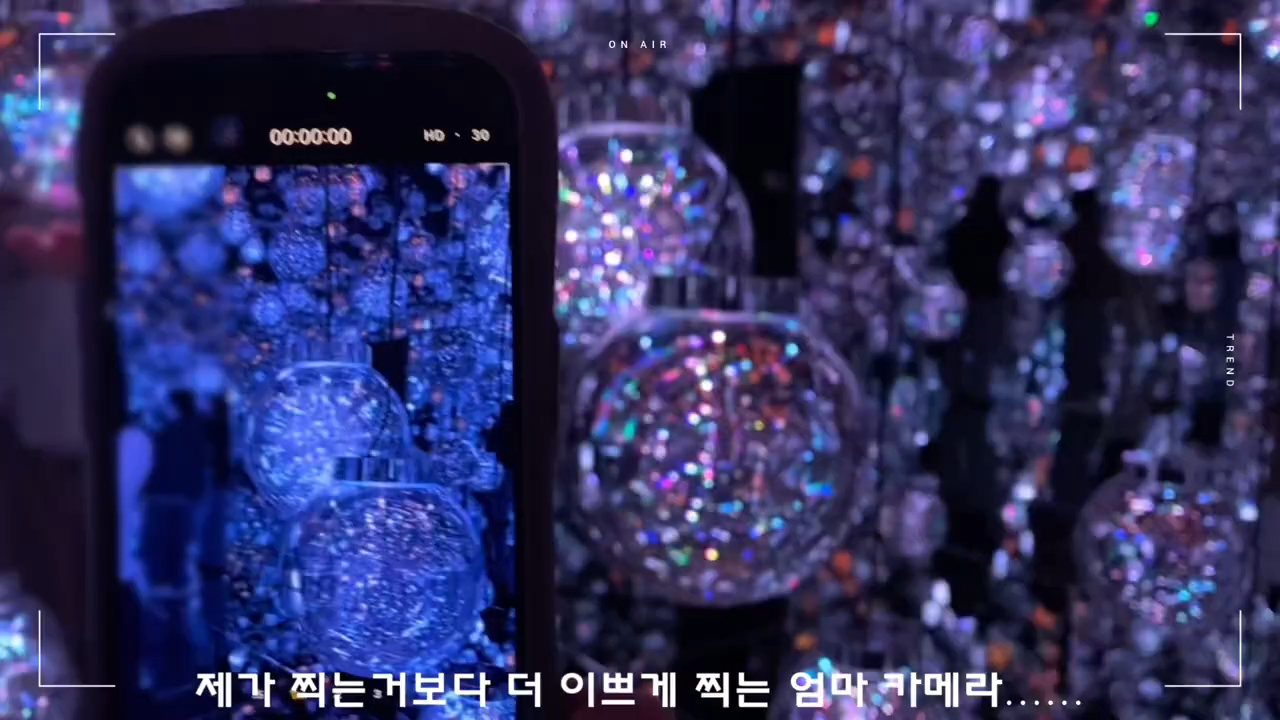 ON AIR
00:00:00
HD · 30
TREND
제가 찍는거보다 더 이쁘게 찍는 엄마 카메라......